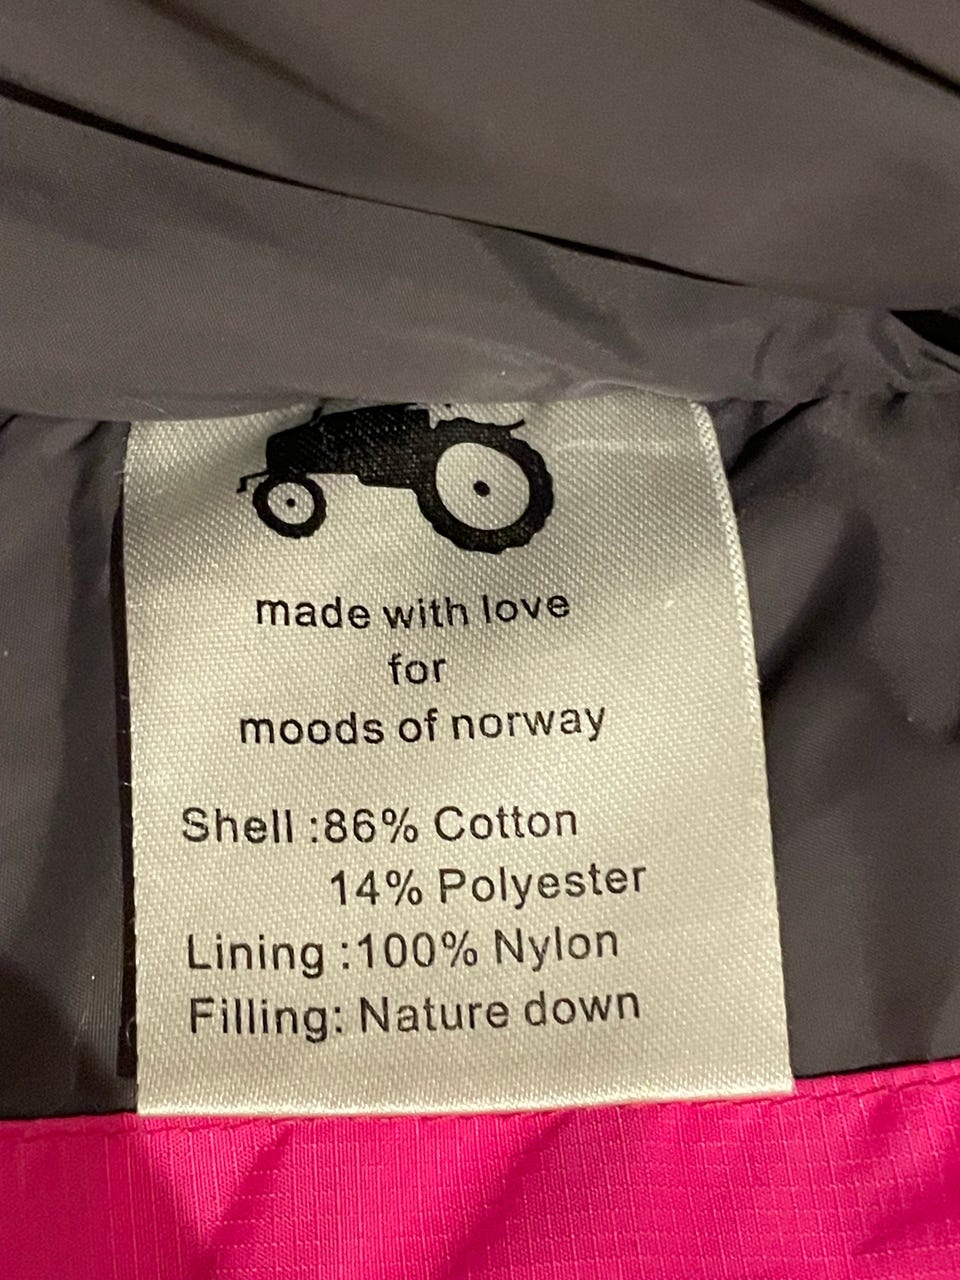 made with love
for
moods of norway
Shell :86% Cotton
14% Polyester
Lining :100% Nylon
Filling: Nature down